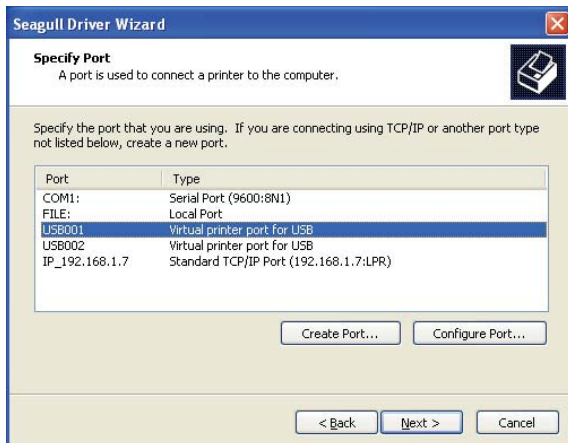 Seagull Driver Wizard
Specify Port
A port is used to connect a printer to the computer.
Specify the port that you are using. If you are connecting using TCP/IP or another port type
not listed below, create a new port.
Port Type
COM1: Serial Port (9600:8N1)
FILE: Local Port
USB001 Virtual printer port for USB
USB002 Virtual printer port for USB
IP_192.168.1.7 Standard TCP/IP Port (192.168.1.7:LPR)
Create Port... Configure Port...
< Back Next > Cancel